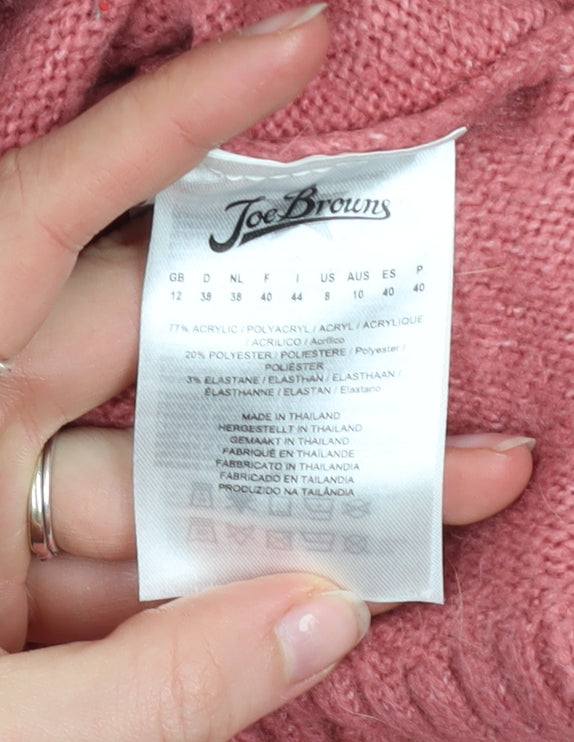 Joe Browns
GB D NL F I US AUS ES P
12 38 38 40 44 8 10 40 40
77% ACRYLIC / POLYACRYL / ACRYL / ACRYLIQUE
/ ACRILICO / Acrílico
20% POLYESTER / POLIESTERE / Polyester /
POLIÉSTER
3% ELASTANE / ELASTHAN / ELASTHAAN /
ÉLASTHANNE / ELASTAN / Elastano
MADE IN THAILAND
HERGESTELLT IN THAILAND
GEMAAKT IN THAILAND
FABRIQUÉ EN THAÏLANDE
FABBRICATO IN THAILANDIA
FABRICADO EN TAILANDIA
PRODUZIDO NA TAILÂNDIA